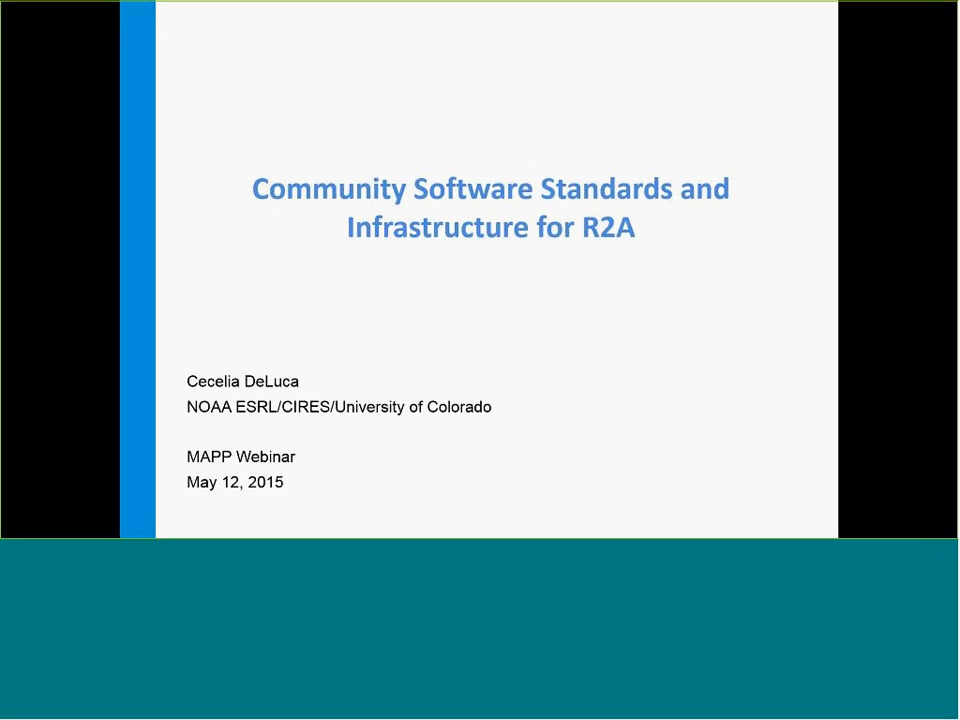 Community Software Standards and
Infrastructure for R2A
Cecelia DeLuca
NOAA ESRL/CIRES/University of Colorado
MAPP Webinar
May 12, 2015